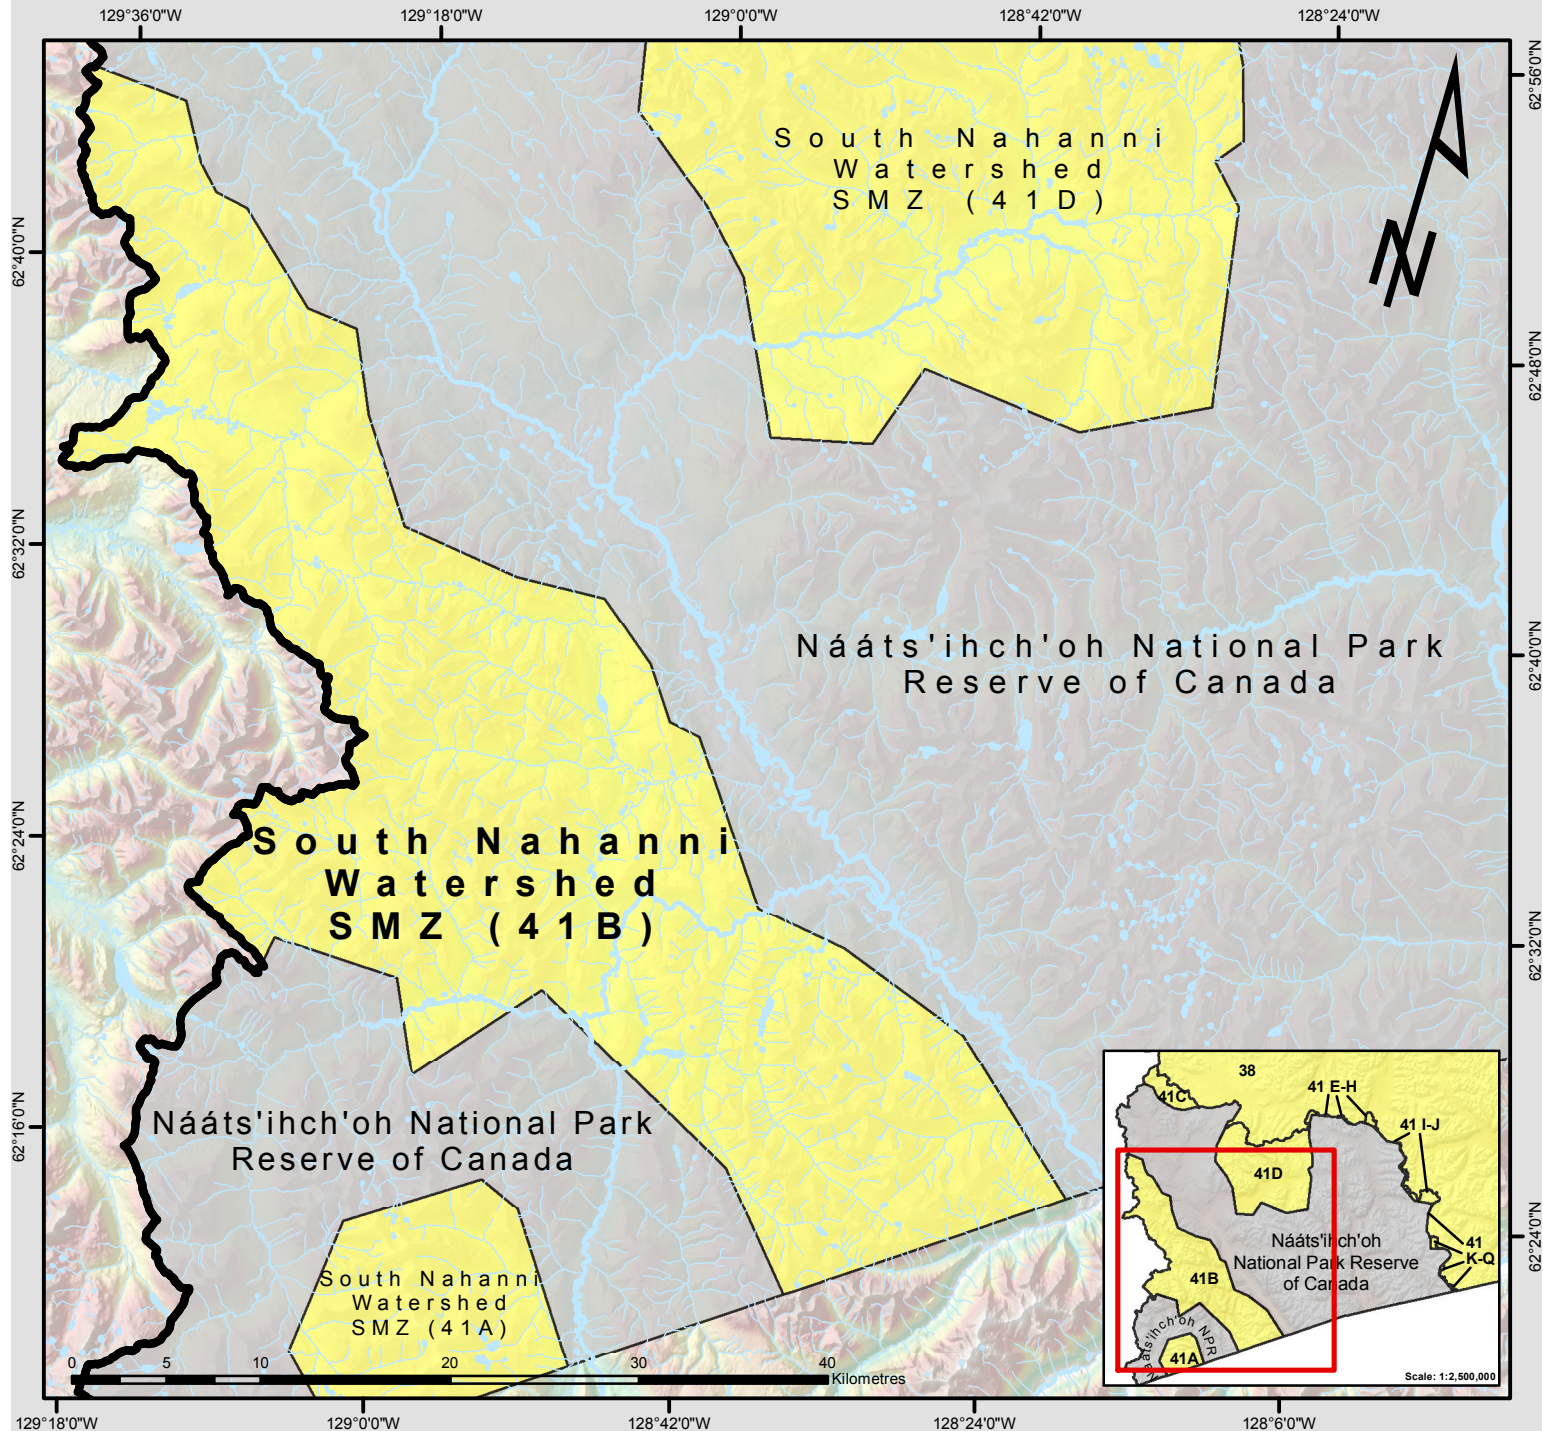 129°36'0"W
129°18'0"W
129°0'0"W
128°42'0"W
128°24'0"W
62°56'0"N
62°48'0"N
62°40'0"N
62°32'0"N
62°24'0"N
62°40'0"N
62°32'0"N
62°24'0"N
62°16'0"N
South Nahanni
Watershed
SMZ (41D)
N
Nááts'ihch'oh National Park
Reserve of Canada
South Nahanni
Watershed
SMZ (41B)
Nááts'ihch'oh National Park
Reserve of Canada
South Nahanni
Watershed
SMZ (41A)
0 5 10 20 30 40
Kilometres
38
41C
41 E-H
41 I-J
41D
41
K-Q
Nááts'ihch'oh
National Park Reserve
of Canada
41B
Nááts'ihch'oh NPR
41A
Scale: 1:2,500,000
129°18'0"W
129°0'0"W
128°42'0"W
128°24'0"W
128°6'0"W